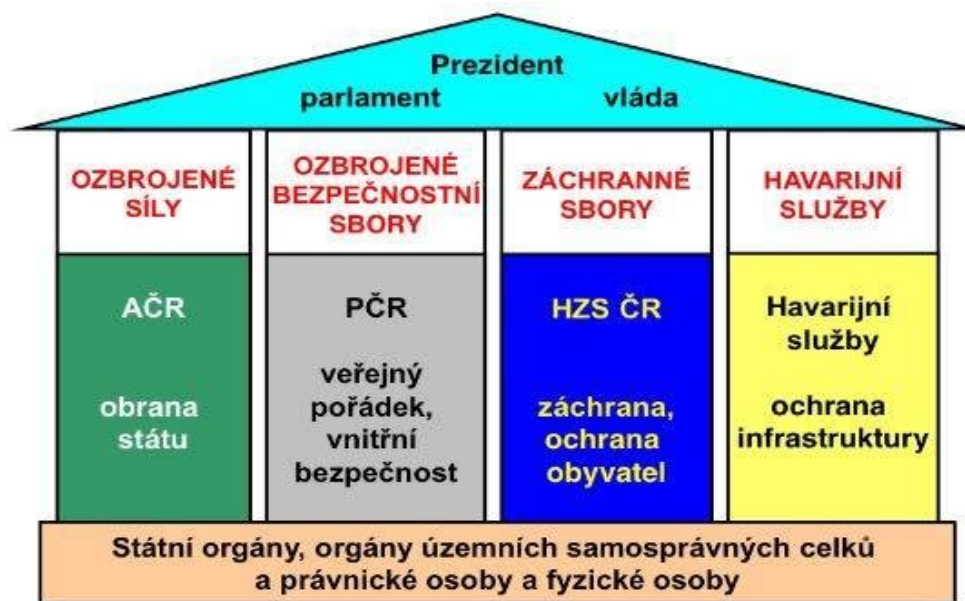 Prezident
parlament vláda
OZBROJENÉ
SÍLY
OZBROJENÉ
BEZPEČNOSTNÍ
SBORY
ZÁCHRANNÉ
SBORY
HAVARIJNÍ
SLUŽBY
AČR
obrana
státu
PČR
veřejný
pořádek,
vnitřní
bezpečnost
HZS ČR
záchrana,
ochrana
obyvatel
Havarijní
služby
ochrana
infrastruktury
Státní orgány, orgány územních samosprávných celků
a právnické osoby a fyzické osoby